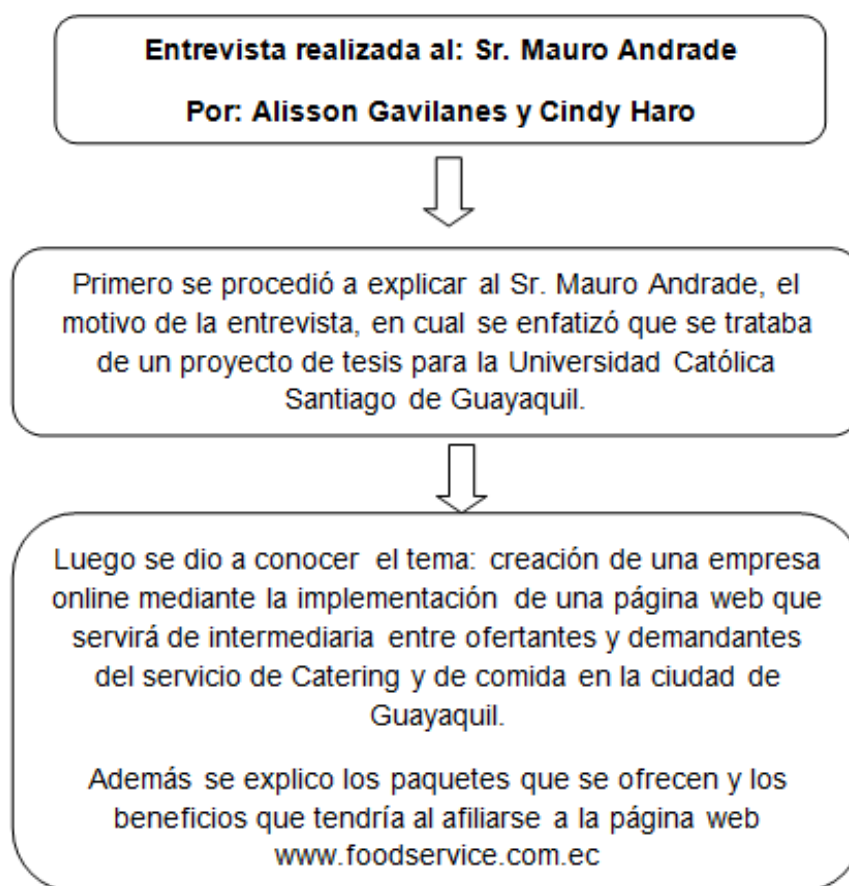 Entrevista realizada al: Sr. Mauro Andrade
Por: Alisson Gavilanes y Cindy Haro
Primero se procedió a explicar al Sr. Mauro Andrade, el
motivo de la entrevista, en cual se enfatizó que se trataba
de un proyecto de tesis para la Universidad Católica
Santiago de Guayaquil.
Luego se dio a conocer el tema: creación de una empresa
online mediante la implementación de una página web que
servirá de intermediaria entre ofertantes y demandantes
del servicio de Catering y de comida en la ciudad de
Guayaquil.
Además se explico los paquetes que se ofrecen y los
beneficios que tendría al afiliarse a la página web
www.foodservice.com.ec